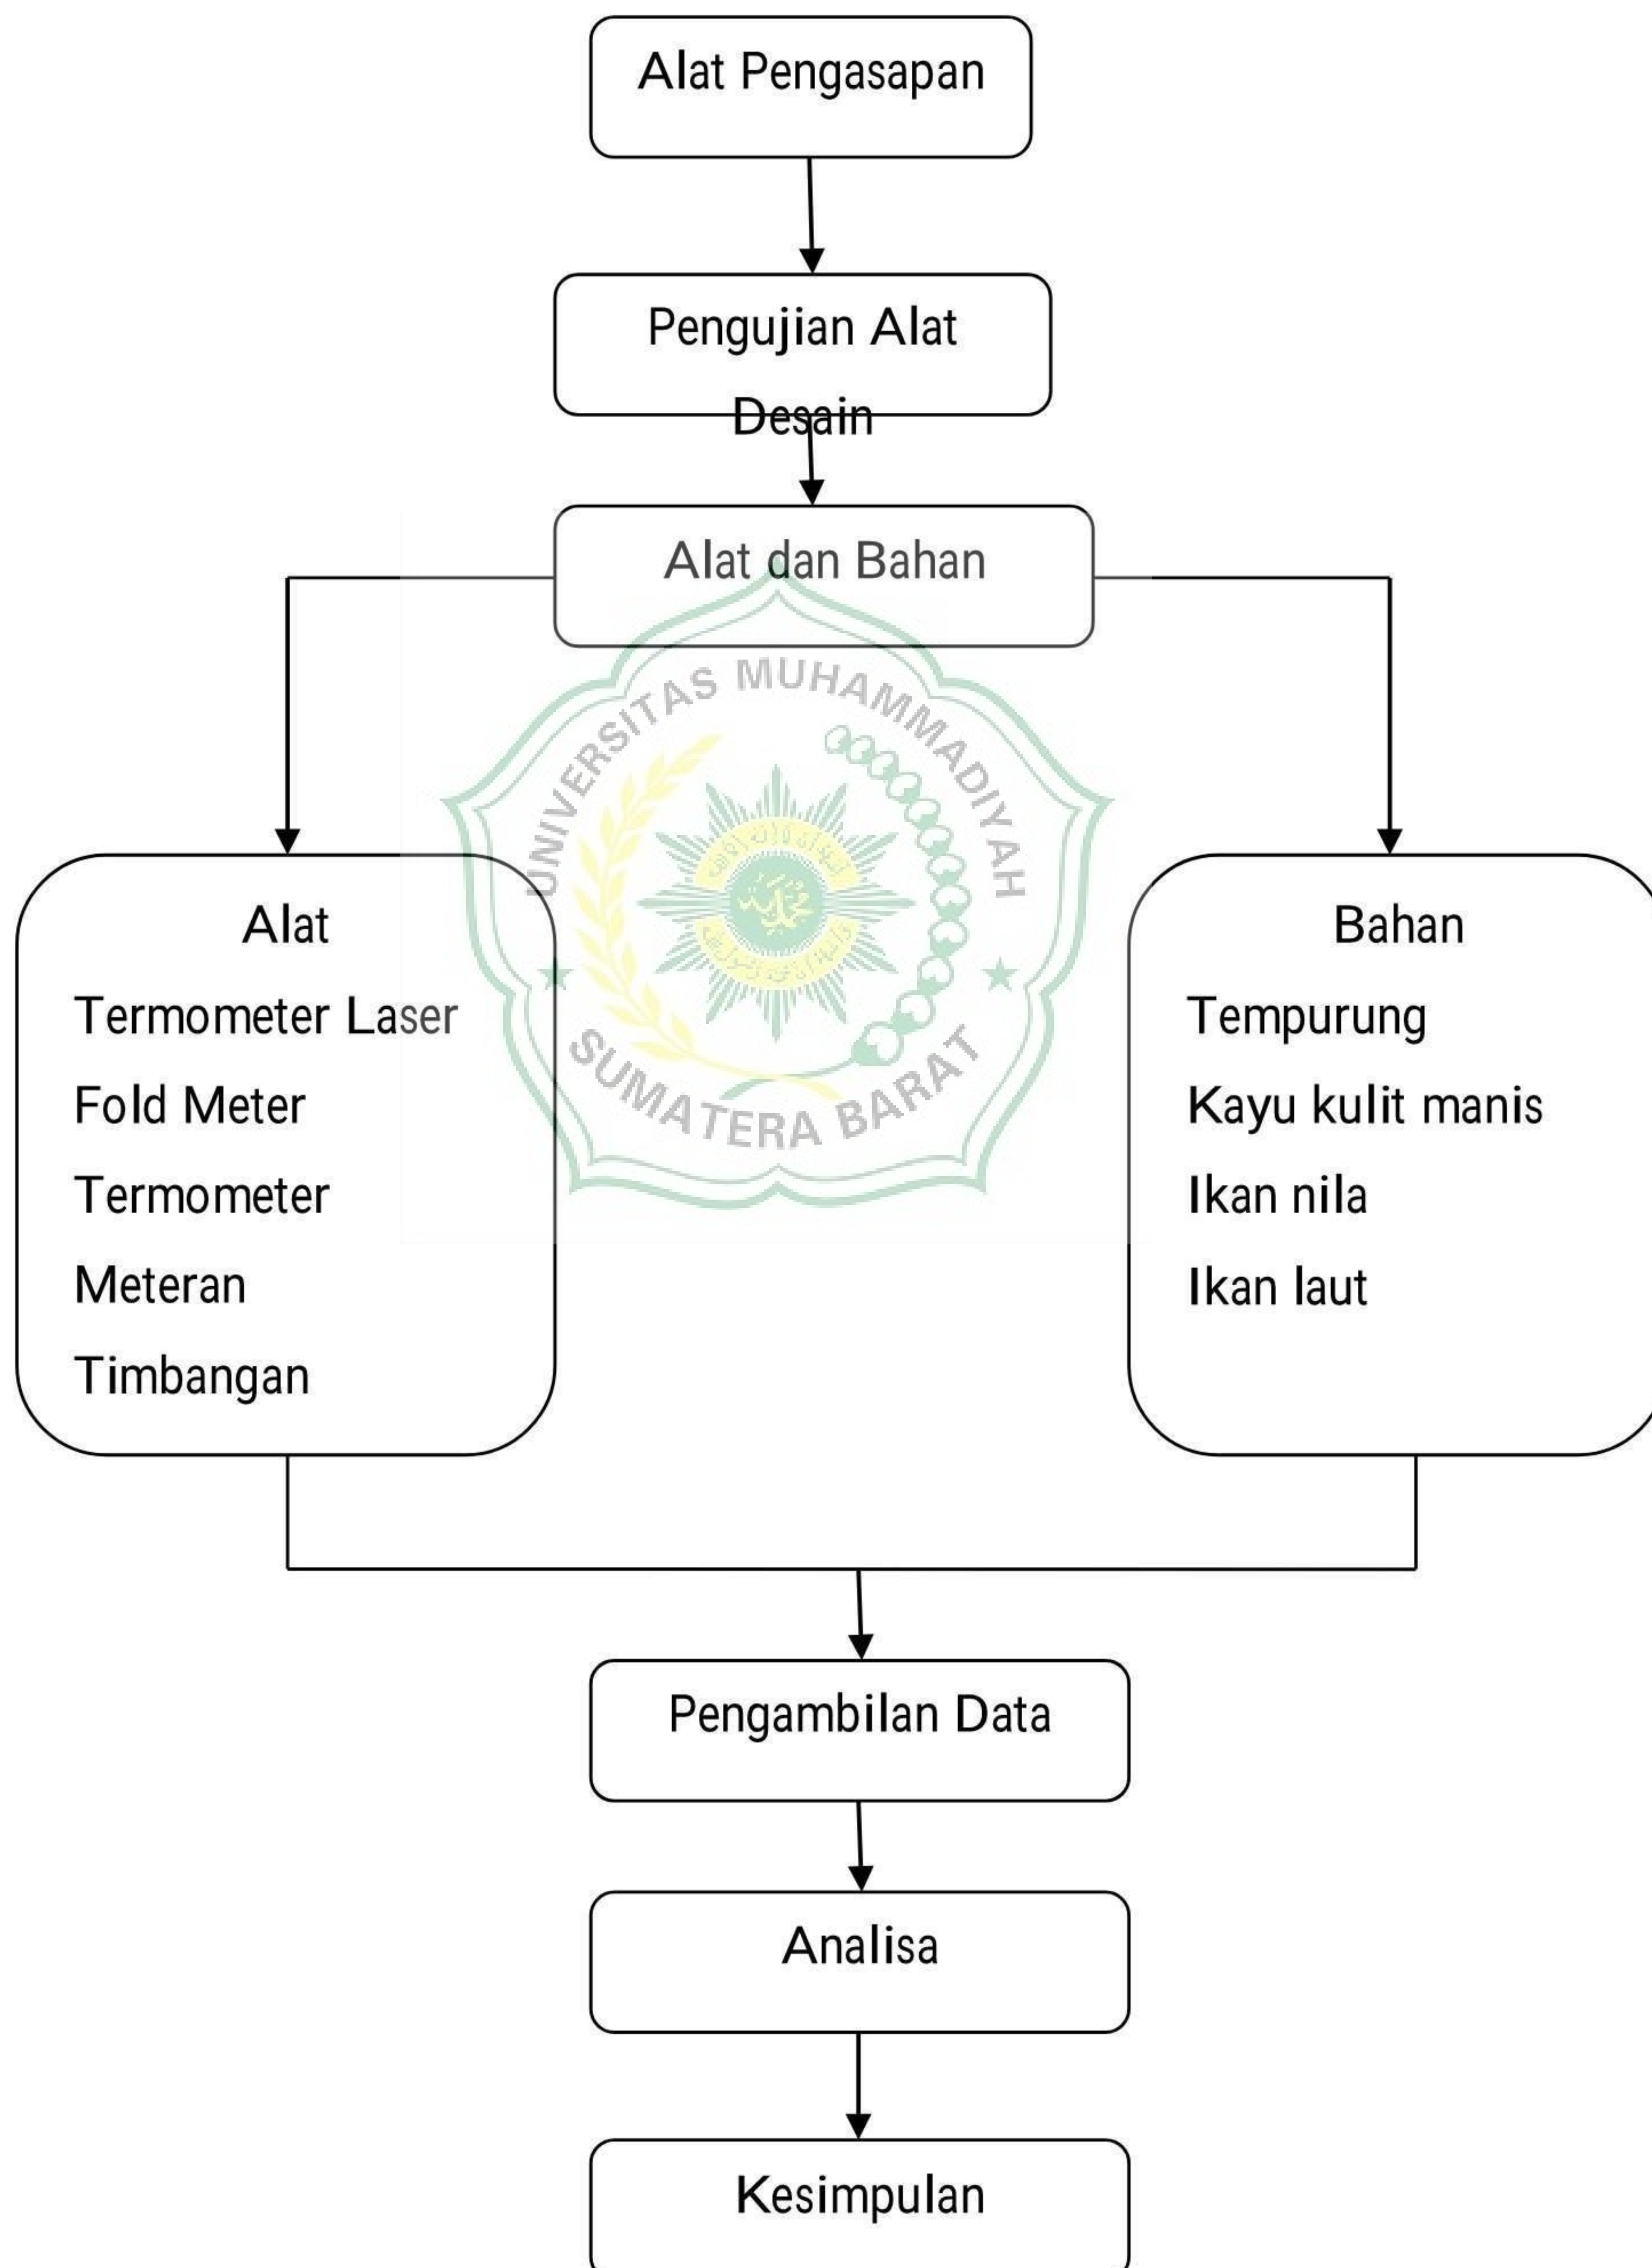 Alat Pengasapan
Pengujian Alat
Desain
Alat dan Bahan
UNIVERSITAS MUHAMMADIYAH
SUMATERA BARAT
Alat
Termometer Laser
Fold Meter
Termometer
Meteran
Timbangan
Bahan
Tempurung
Kayu kulit manis
Ikan nila
Ikan laut
Pengambilan Data
Analisa
Kesimpulan